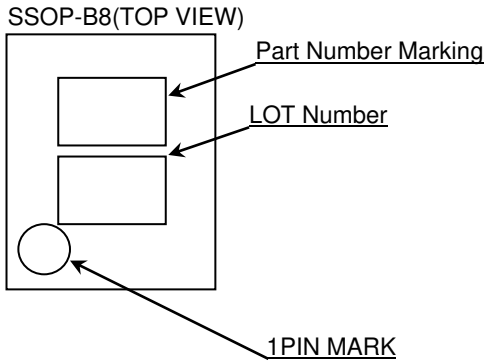 SSOP-B8(TOP VIEW)
Part Number Marking
LOT Number
1PIN MARK